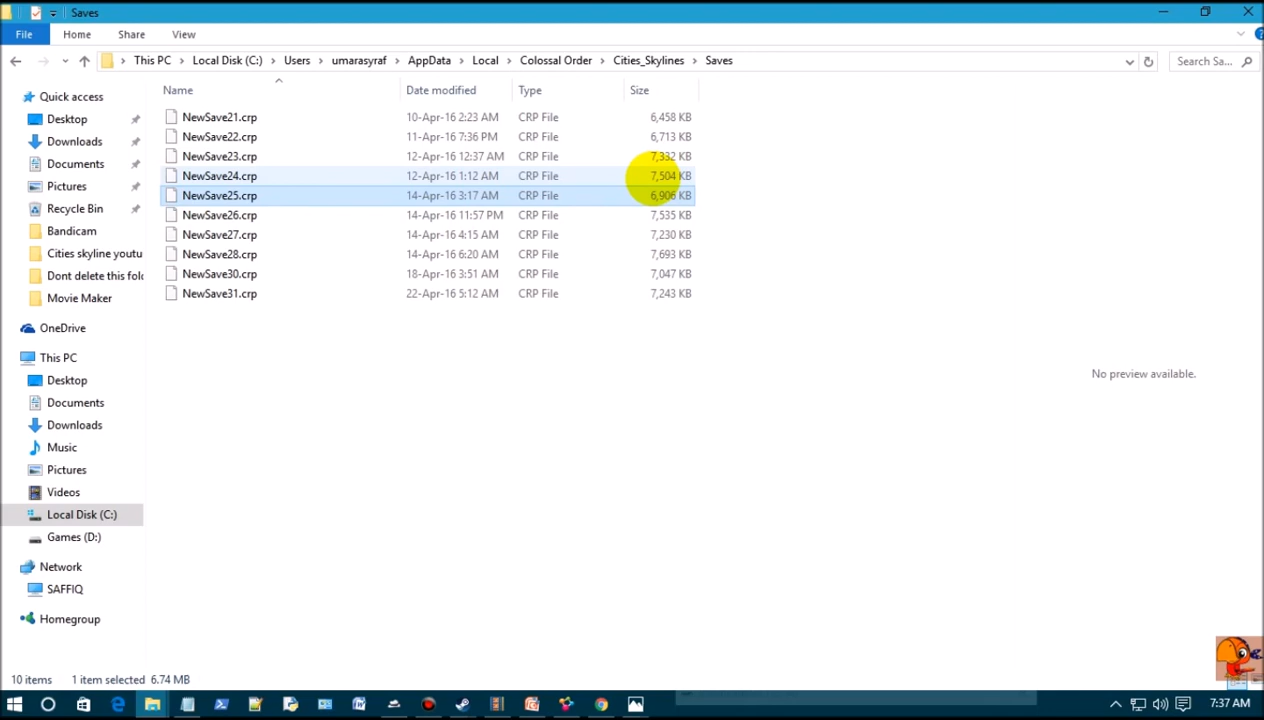 Saves
File Home Share View
This PC Local Disk (C:) Users umarasyraf AppData Local Colossal Order Cities_Skylines Saves Search Sa...
Name Date modified Type Size
NewSave21.crp 10-Apr-16 2:23 AM CRP File 6,458 KB
NewSave22.crp 11-Apr-16 7:36 PM CRP File 6,713 KB
NewSave23.crp 12-Apr-16 12:37 AM CRP File 7,332 KB
NewSave24.crp 12-Apr-16 1:12 AM CRP File 7,504 KB
NewSave25.crp 14-Apr-16 3:17 AM CRP File 6,906 KB
NewSave26.crp 14-Apr-16 11:57 PM CRP File 7,535 KB
NewSave27.crp 14-Apr-16 4:15 AM CRP File 7,230 KB
NewSave28.crp 14-Apr-16 6:20 AM CRP File 7,693 KB
NewSave30.crp 18-Apr-16 3:51 AM CRP File 7,047 KB
NewSave31.crp 22-Apr-16 5:12 AM CRP File 7,243 KB
Quick access
Desktop
Downloads
Documents
Pictures
Recycle Bin
Bandicam
Cities skyline youtu
Dont delete this fol
Movie Maker
OneDrive
This PC
Desktop
Documents
Downloads
Music
Pictures
Videos
Local Disk (C:)
Games (D:)
Network
SAFFIQ
Homegroup
No preview available.
10 items 1 item selected 6.74 MB
7:37 AM